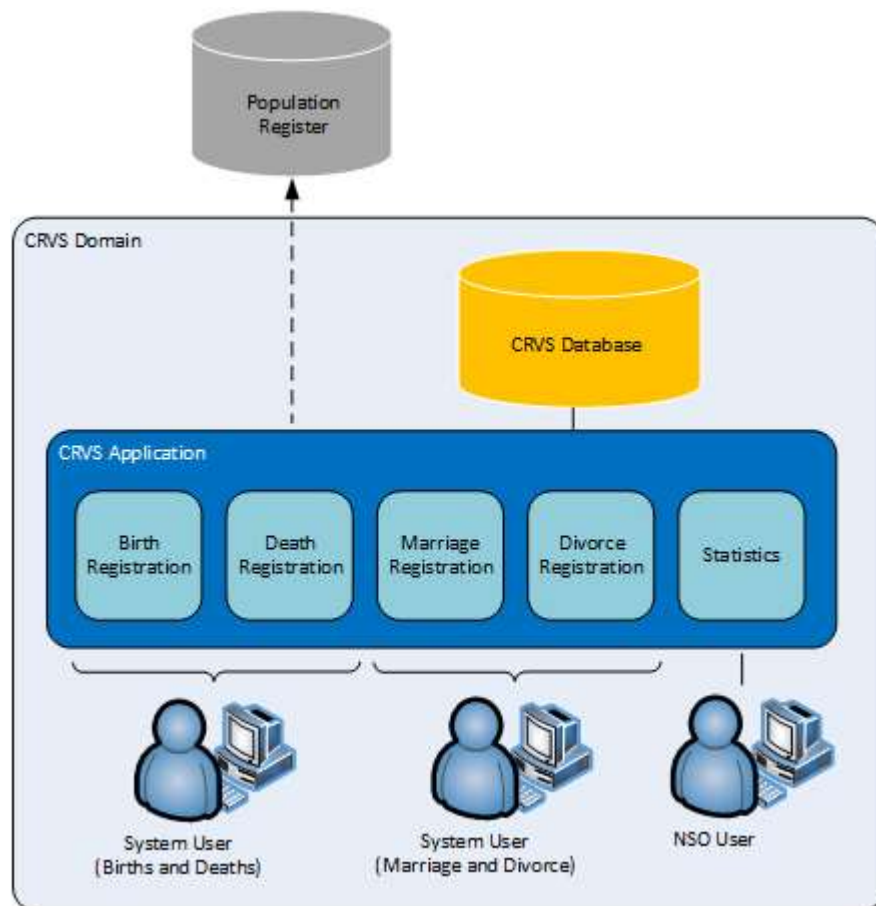 Population
Register
CRVS Domain
CRVS Database
CRVS Application
Birth
Registration
Death
Registration
Marriage
Registration
Divorce
Registration
Statistics
System User
(Births and Deaths)
System User
(Marriage and Divorce)
NSO User